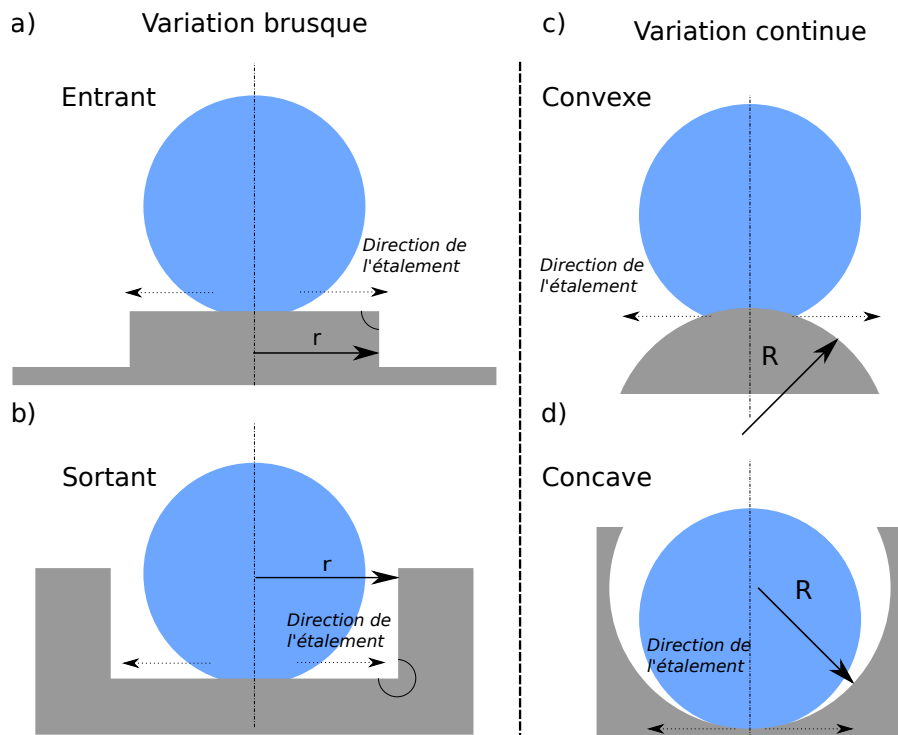 a)
Variation brusque
Entrant
Direction de
l'étalement
r
b)
Sortant
r
Direction de
l'étalement
c)
Variation continue
Convexe
Direction de
l'étalement
R
d)
Concave
R
Direction de
l'étalement